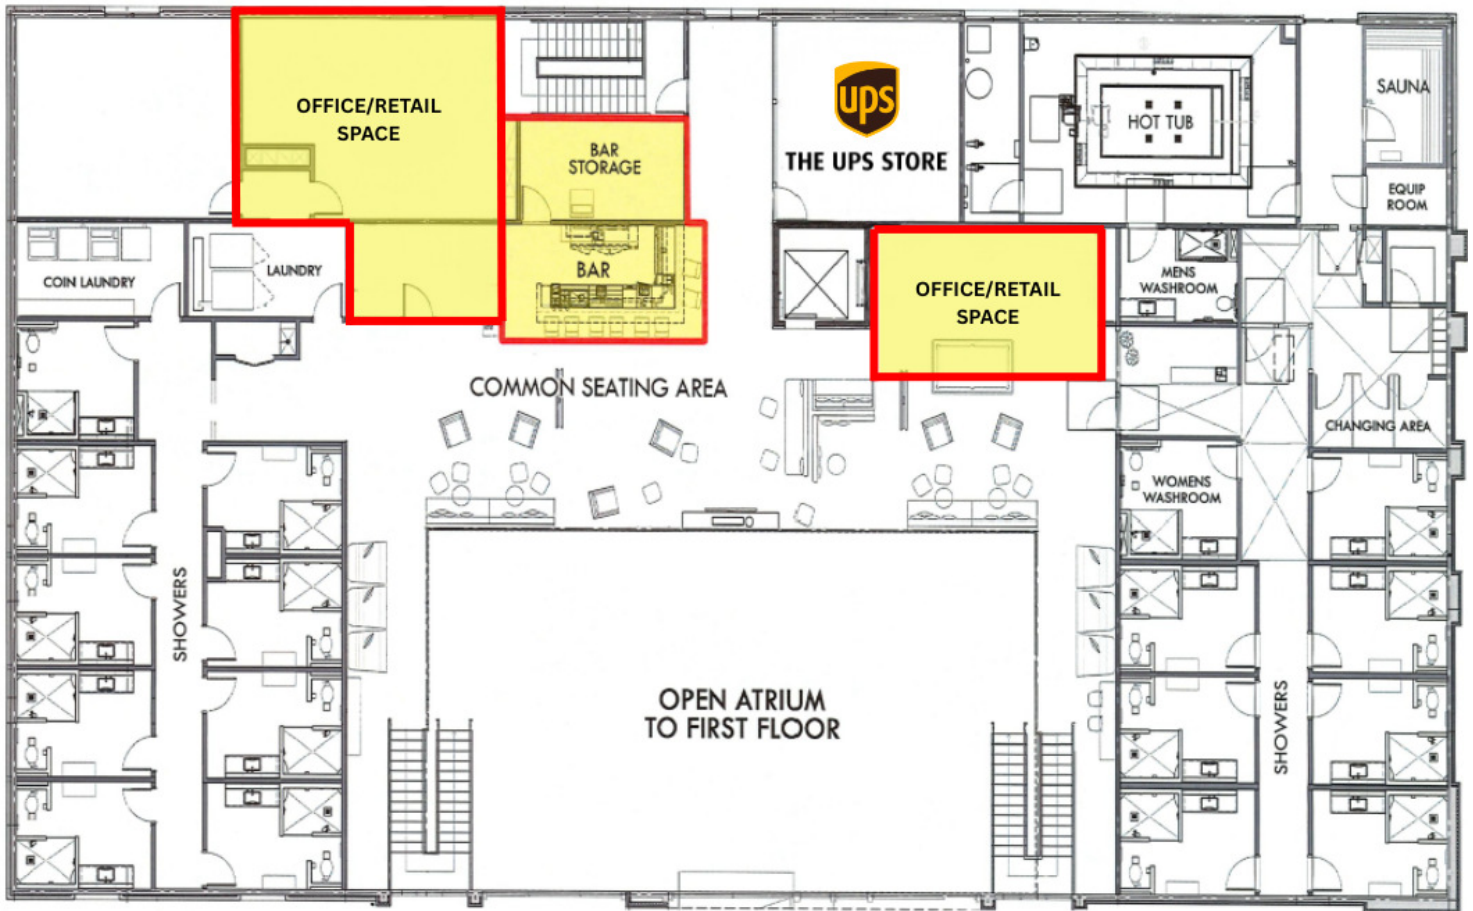 OFFICE/RETAIL
SPACE
BAR
STORAGE
ups
THE UPS STORE
HOT TUB
SAUNA
EQUIP
ROOM
COIN LAUNDRY
LAUNDRY
BAR
OFFICE/RETAIL
SPACE
MENS
WASHROOM
COMMON SEATING AREA
CHANGING AREA
WOMENS
WASHROOM
SHOWERS
OPEN ATRIUM
TO FIRST FLOOR
SHOWERS